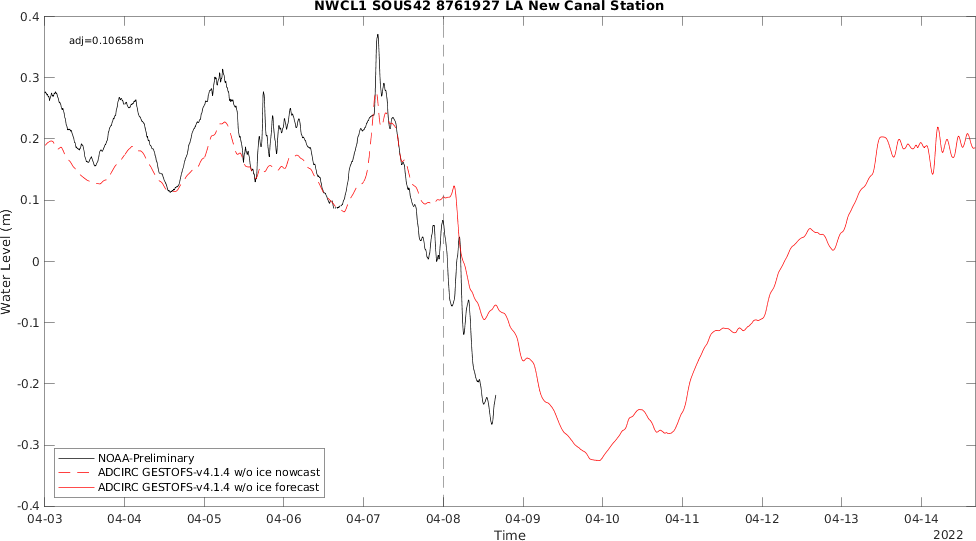 NWCL1 SOUS42 8761927 LA New Canal Station
adj=0.10658m
0.4
0.3
0.2
0.1
0
-0.1
-0.2
-0.3
-0.4
Water Level (m)
NOAA-Preliminary
ADCIRC GESTOFS-v4.1.4 w/o ice nowcast
ADCIRC GESTOFS-v4.1.4 w/o ice forecast
04-03 04-04 04-05 04-06 04-07 04-08 04-09 04-10 04-11 04-12 04-13 04-14
Time
2022